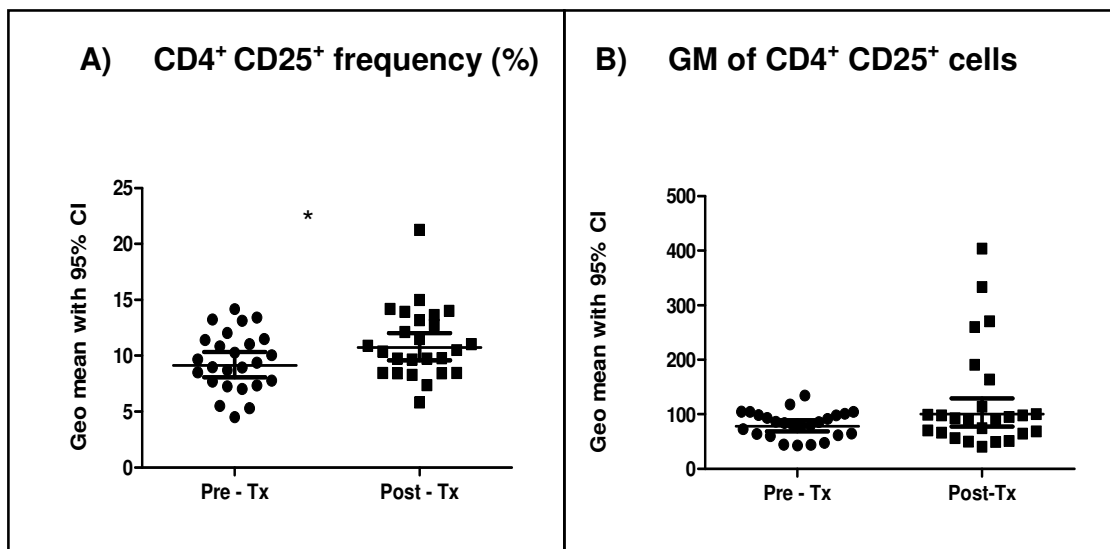 A) CD4⁺ CD25⁺ frequency (%)
Geo mean with 95% CI
25
20
15
10
5
0
*
Pre - Tx
Post - Tx
B) GM of CD4⁺ CD25⁺ cells
Geo mean with 95% CI
500
400
300
200
100
0
Pre - Tx
Post-Tx